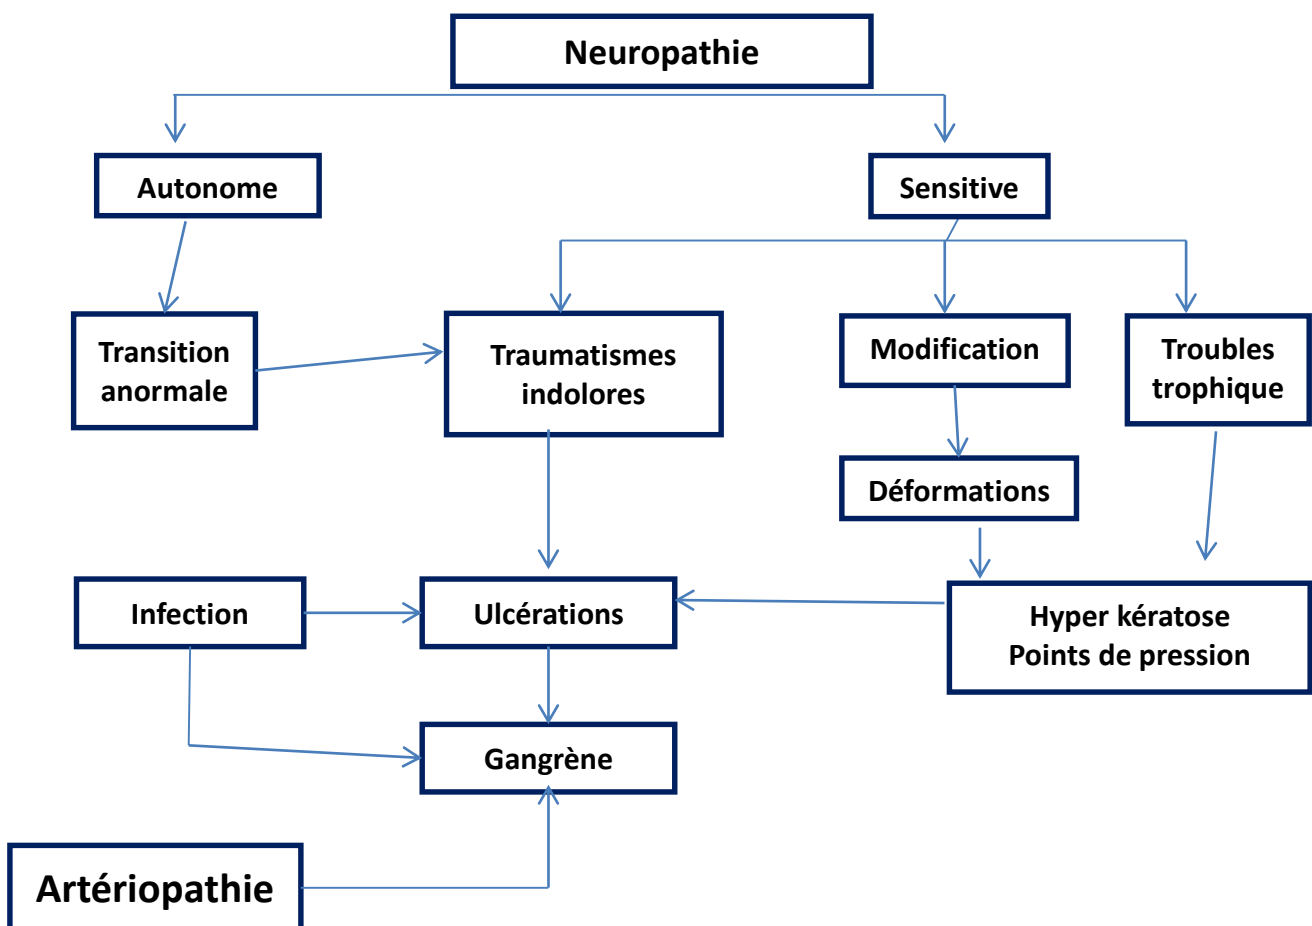 Neuropathie
Autonome
Sensitive
Transition
anormale
Traumatismes
indolores
Modification
Troubles
trophique
Déformations
Infection
Ulcérations
Hyper kératose
Points de pression
Gangrène
Artériopathie